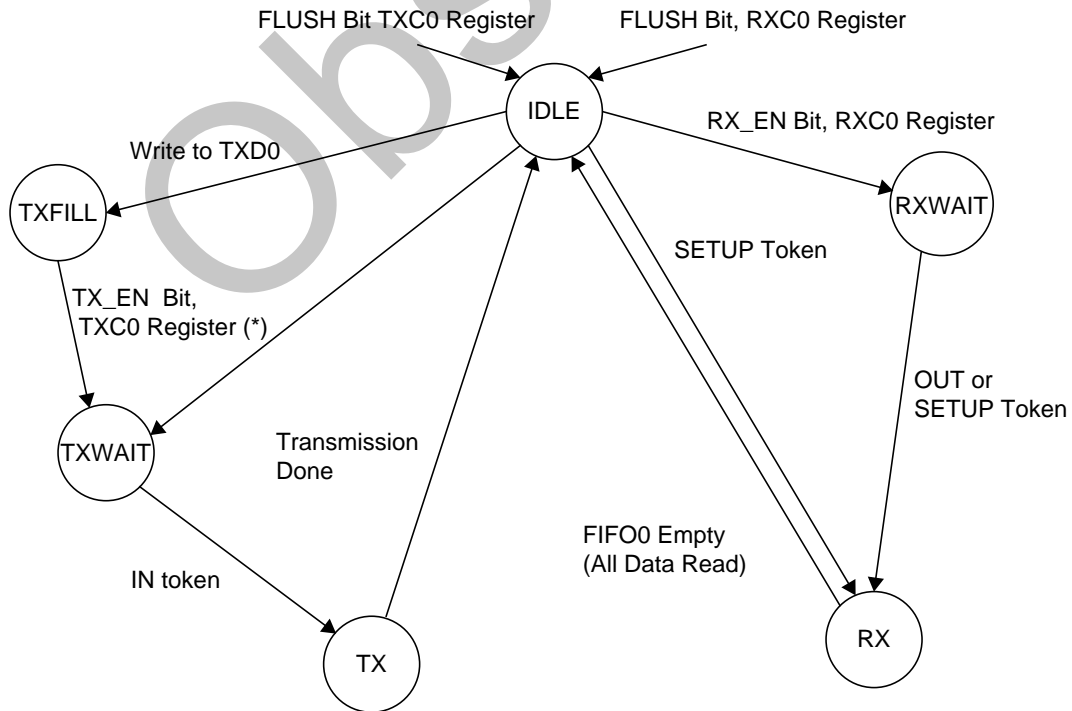 FLUSH Bit TXC0 Register
FLUSH Bit, RXC0 Register
IDLE
RX_EN Bit, RXC0 Register
Write to TXD0
TXFILL
RXWAIT
SETUP Token
TX_EN Bit,
TXC0 Register (*)
OUT or
SETUP Token
TXWAIT
Transmission
Done
FIFO0 Empty
(All Data Read)
IN token
TX
RX
Obs